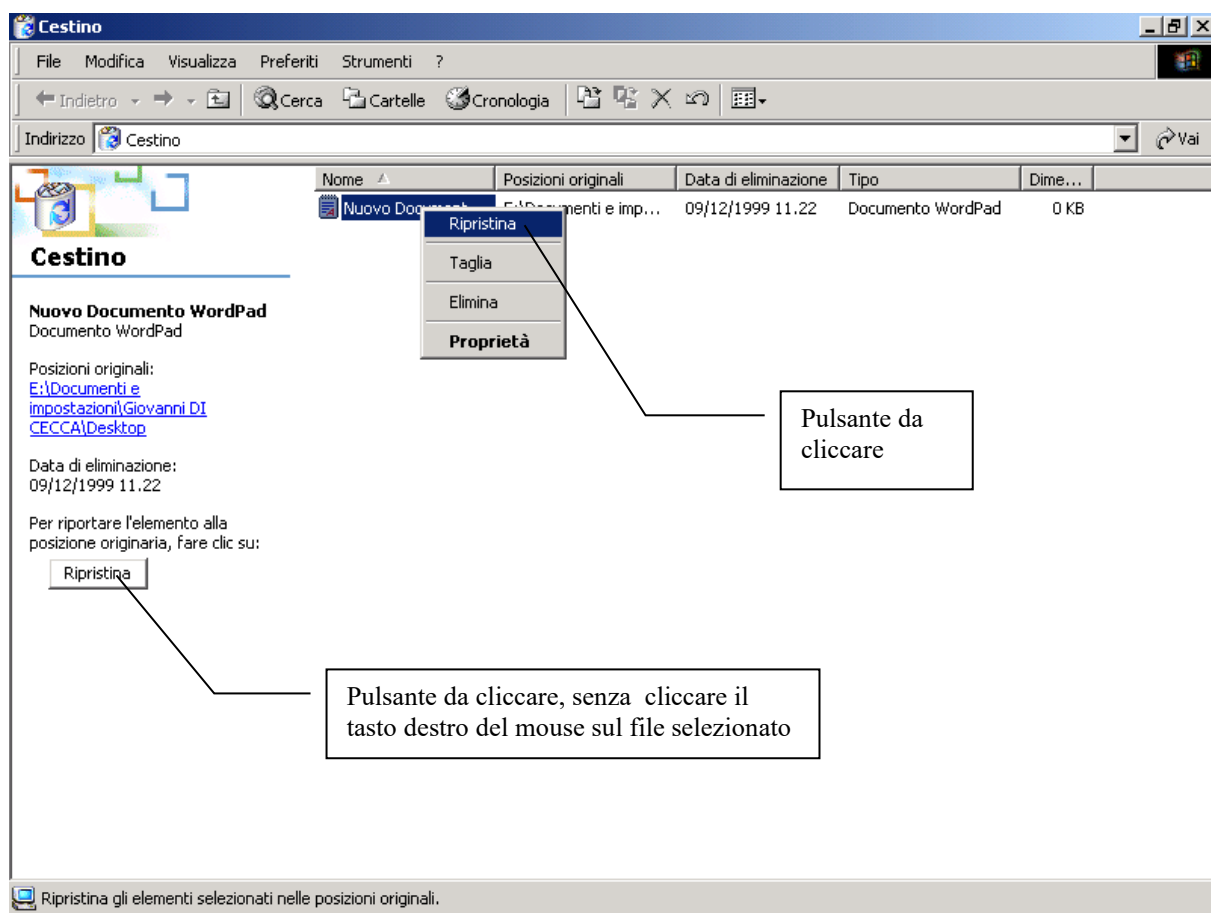 Cestino
File Modifica Visualizza Preferiti Strumenti ?
Indietro Cerca Cartelle Cronologia
Indirizzo Cestino Vai
Nome Posizioni originali Data di eliminazione Tipo Dime...
Nuovo Document... E:\Documenti e imp... 09/12/1999 11.22 Documento WordPad 0 KB
Ripristina
Taglia
Elimina
Proprietà
Cestino
Nuovo Documento WordPad
Documento WordPad
Posizioni originali:
E:\Documenti e
impostazioni\Giovanni DI
CECCA\Desktop
Data di eliminazione:
09/12/1999 11.22
Per riportare l'elemento alla
posizione originaria, fare clic su:
Ripristina
Pulsante da
cliccare
Pulsante da cliccare, senza cliccare il
tasto destro del mouse sul file selezionato
Ripristina gli elementi selezionati nelle posizioni originali.